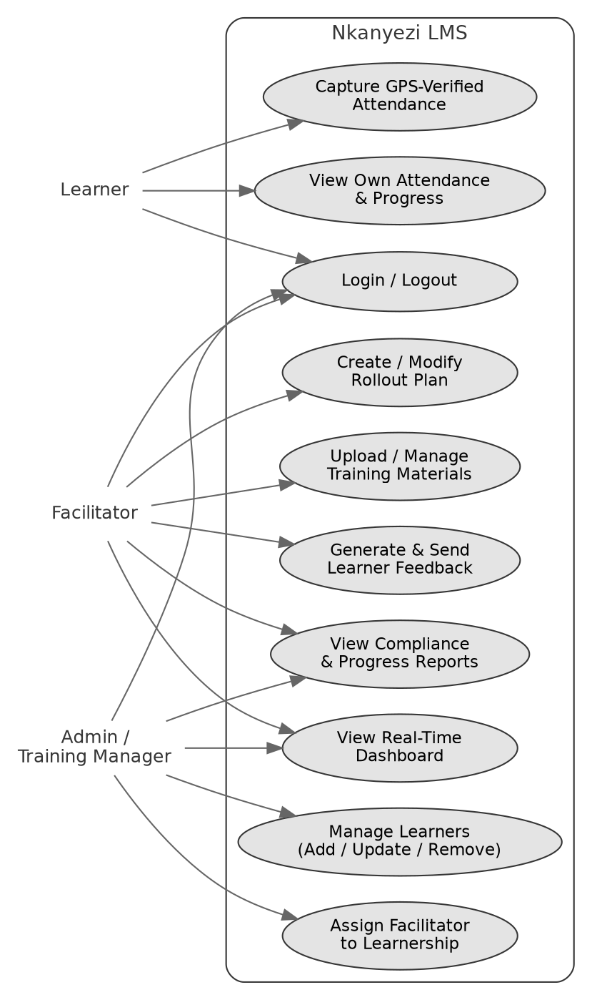 Nkanyezi LMS
Capture GPS-Verified
Attendance
Learner
View Own Attendance
& Progress
Login / Logout
Create / Modify
Rollout Plan
Upload / Manage
Training Materials
Facilitator
Generate & Send
Learner Feedback
View Compliance
& Progress Reports
Admin /
Training Manager
View Real-Time
Dashboard
Manage Learners
(Add / Update / Remove)
Assign Facilitator
to Learnership